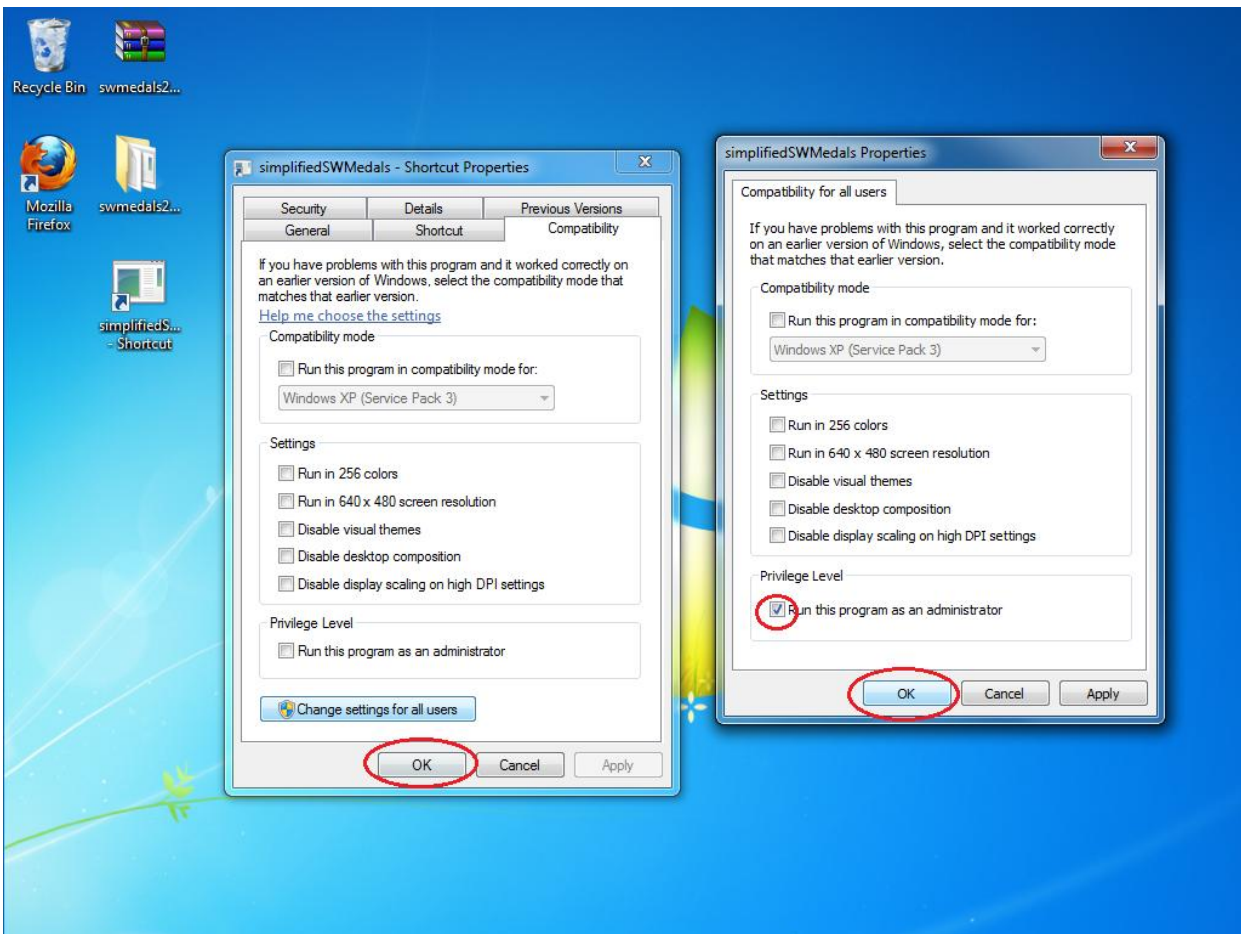 Recycle Bin
swmedals2...
Mozilla
Firefox
swmedals2...
simplifiedS...
- Shortcut
simplifiedSWMedals - Shortcut Properties
Security
Details
Previous Versions
General
Shortcut
Compatibility
If you have problems with this program and it worked correctly on
an earlier version of Windows, select the compatibility mode that
matches that earlier version.
Help me choose the settings
Compatibility mode
Run this program in compatibility mode for:
Windows XP (Service Pack 3)
Settings
Run in 256 colors
Run in 640 x 480 screen resolution
Disable visual themes
Disable desktop composition
Disable display scaling on high DPI settings
Privilege Level
Run this program as an administrator
Change settings for all users
OK
Cancel
Apply
simplifiedSWMedals Properties
Compatibility for all users
If you have problems with this program and it worked correctly
on an earlier version of Windows, select the compatibility mode
that matches that earlier version.
Compatibility mode
Run this program in compatibility mode for:
Windows XP (Service Pack 3)
Settings
Run in 256 colors
Run in 640 x 480 screen resolution
Disable visual themes
Disable desktop composition
Disable display scaling on high DPI settings
Privilege Level
Run this program as an administrator
OK
Cancel
Apply